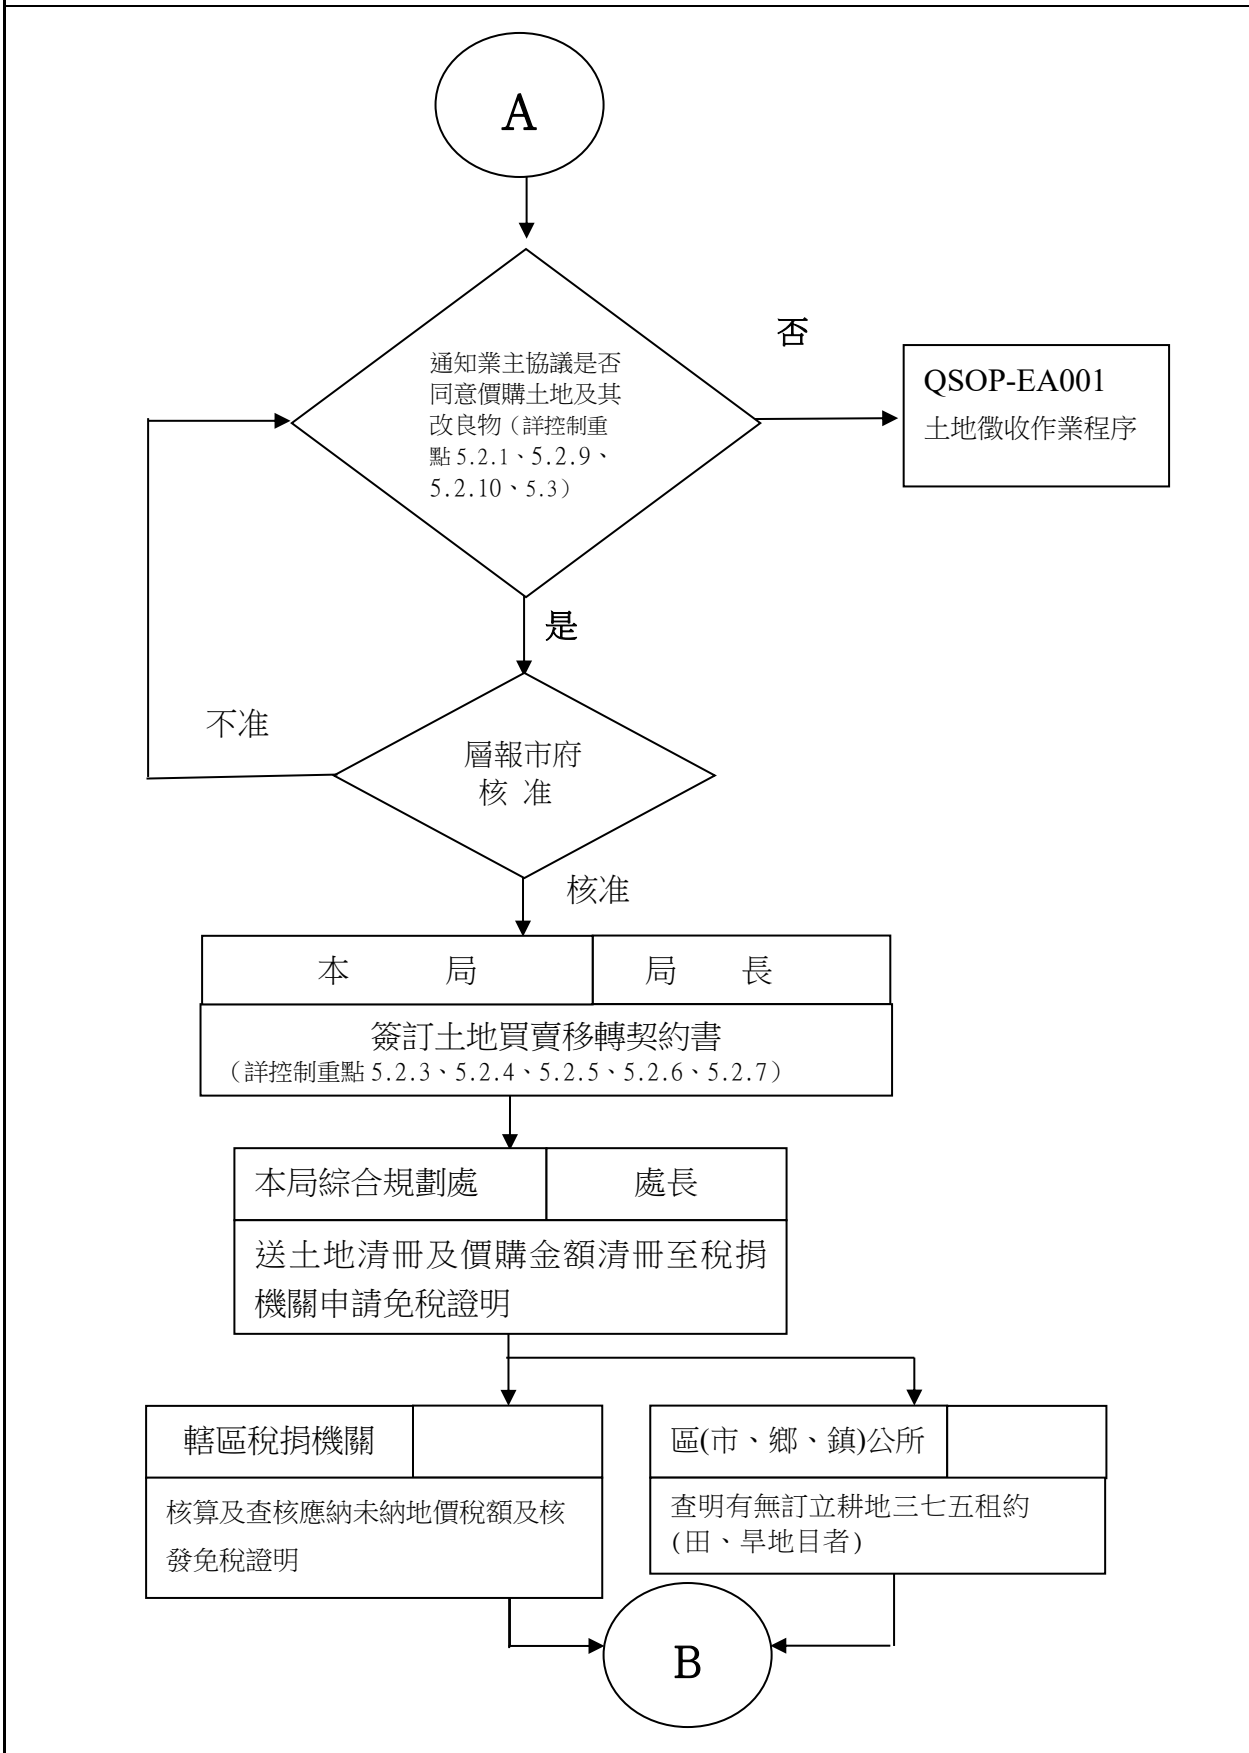 A
通知業主協議是否
同意價購土地及其
改良物（詳控制重
點 5.2.1、5.2.9、
5.2.10、5.3）
否
QSOP-EA001
土地徵收作業程序
是
不准
層報市府
核 准
核准
本 局 局 長
簽訂土地買賣移轉契約書
（詳控制重點 5.2.3、5.2.4、5.2.5、5.2.6、5.2.7）
本局綜合規劃處 處長
送土地清冊及價購金額清冊至稅捐
機關申請免稅證明
轄區稅捐機關
核算及查核應納未納地價稅額及核
發免稅證明
區(市、鄉、鎮)公所
查明有無訂立耕地三七五租約
(田、旱地目者)
B